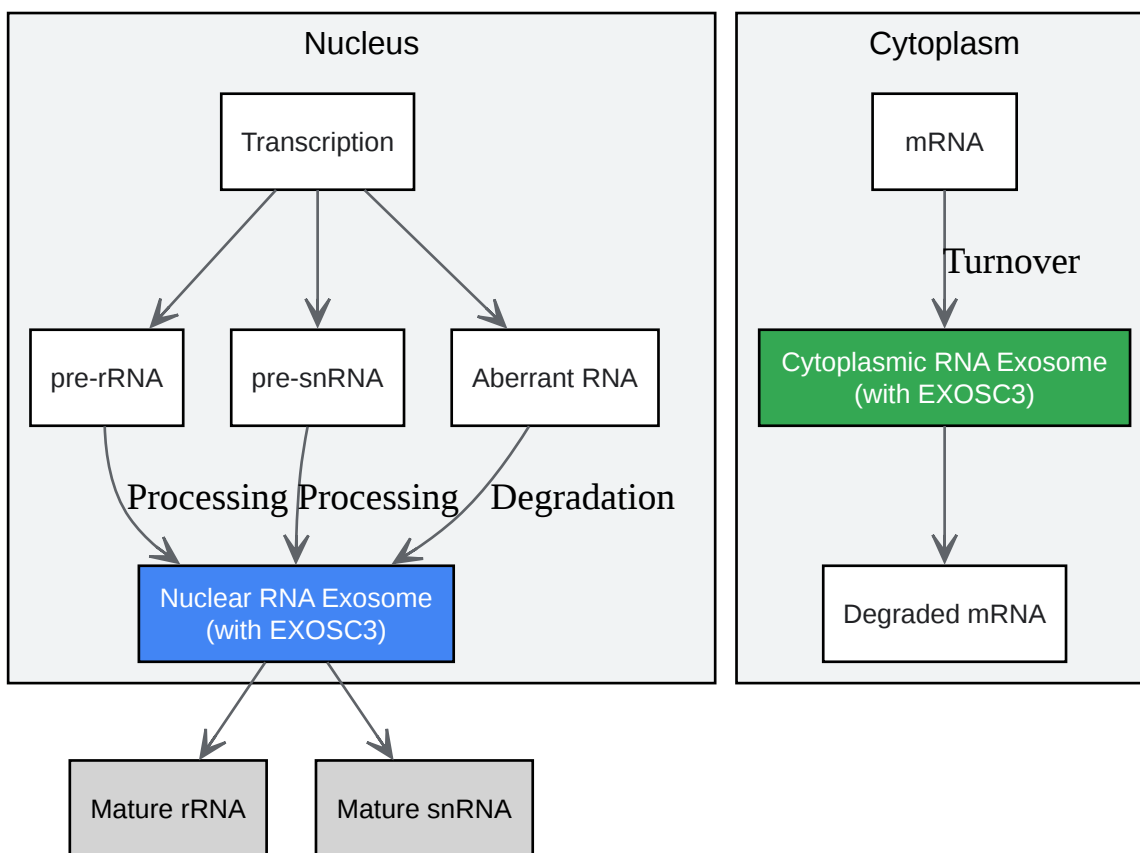 Nucleus
Transcription
pre-rRNA
pre-snRNA
Aberrant RNA
Processing
Processing
Degradation
Nuclear RNA Exosome
(with EXOSC3)
Mature rRNA
Mature snRNA
Cytoplasm
mRNA
Turnover
Cytoplasmic RNA Exosome
(with EXOSC3)
Degraded mRNA